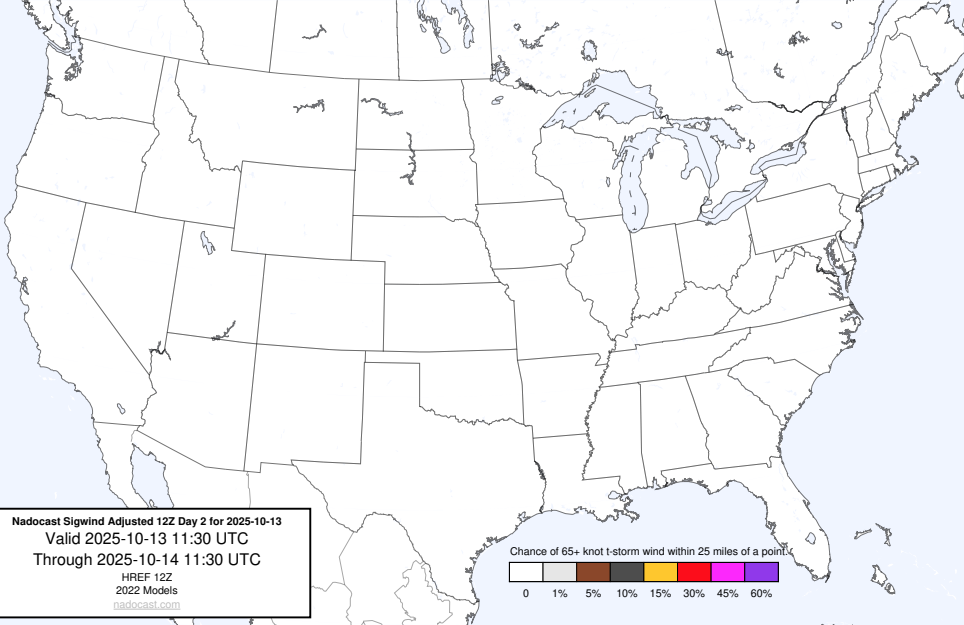 Nadocast Sigwind Adjusted 12Z Day 2 for 2025-10-13
Valid 2025-10-13 11:30 UTC
Through 2025-10-14 11:30 UTC
HREF 12Z
2022 Models
nadocast.com
Chance of 65+ knot t-storm wind within 25 miles of a point.
0 1% 5% 10% 15% 30% 45% 60%